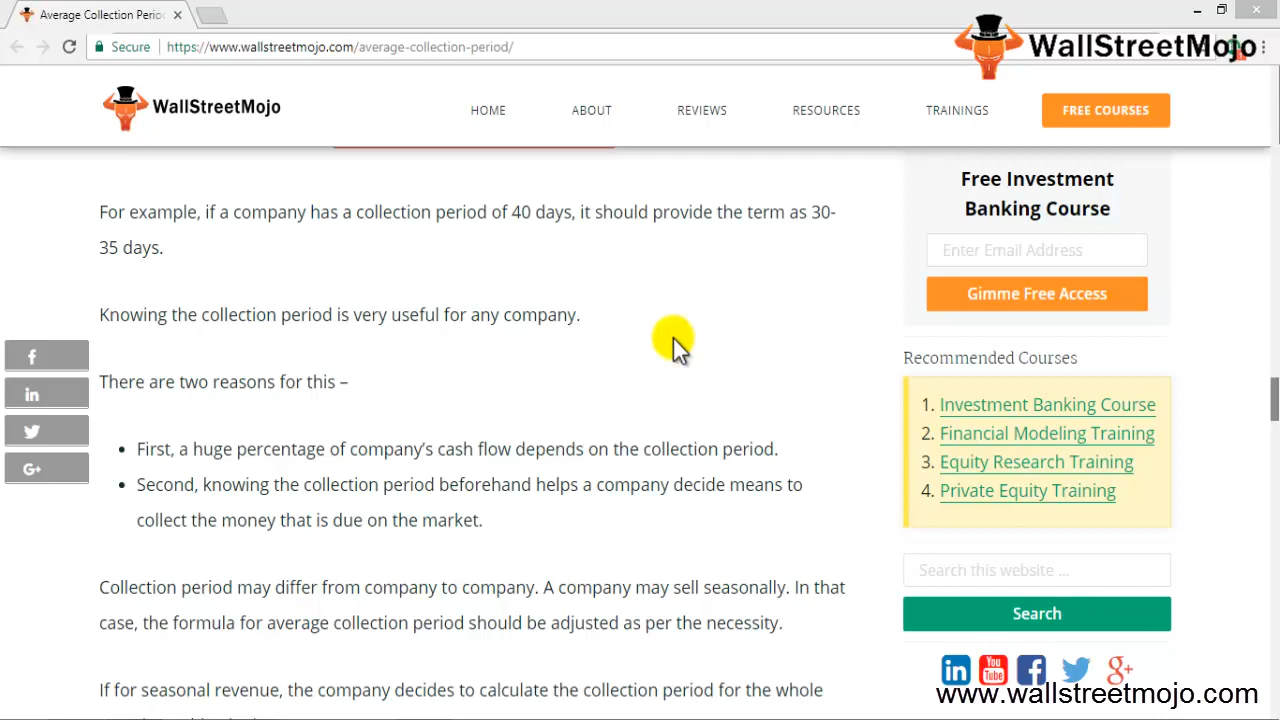 Average Collection Perio
Secure https://www.wallstreetmojo.com/average-collection-period/
WallStreetMojo
WallStreetMojo
HOME ABOUT REVIEWS RESOURCES TRAININGS FREE COURSES
For example, if a company has a collection period of 40 days, it should provide the term as 30-
35 days.
Knowing the collection period is very useful for any company.
There are two reasons for this –
• First, a huge percentage of company's cash flow depends on the collection period.
• Second, knowing the collection period beforehand helps a company decide means to
collect the money that is due on the market.
Collection period may differ from company to company. A company may sell seasonally. In that
case, the formula for average collection period should be adjusted as per the necessity.
If for seasonal revenue, the company decides to calculate the collection period for the whole
Free Investment
Banking Course
Enter Email Address
Gimme Free Access
Recommended Courses
1. Investment Banking Course
2. Financial Modeling Training
3. Equity Research Training
4. Private Equity Training
Search this website ...
Search
You
Tube
www.wallstreetmojo.com